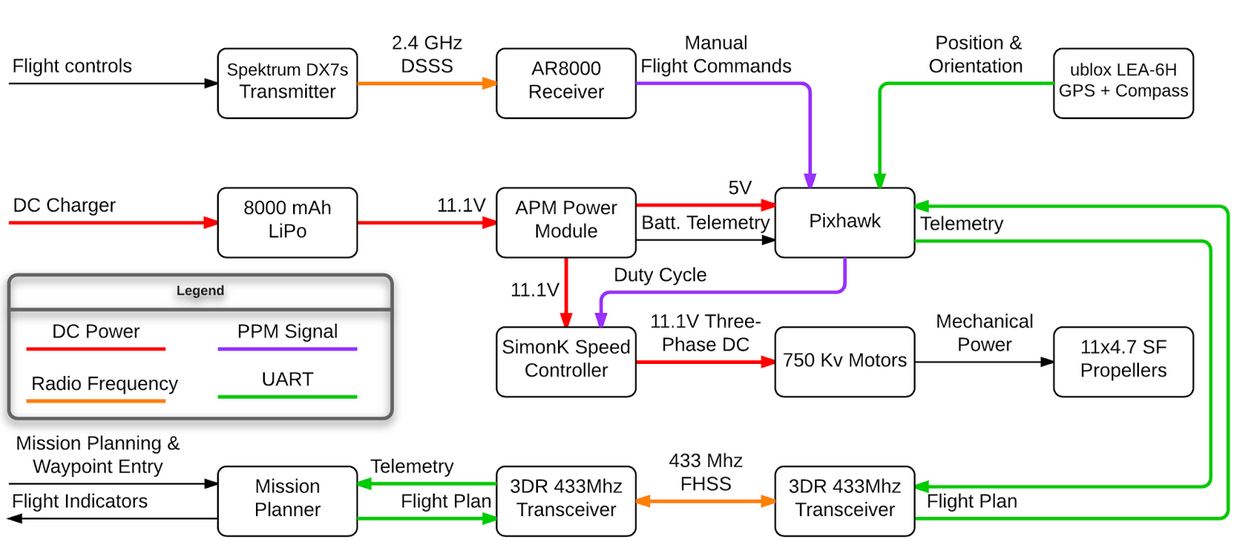 Flight controls
Spektrum DX7s
Transmitter
2.4 GHz
DSSS
AR8000
Receiver
Manual
Flight Commands
Position &
Orientation
ublox LEA-6H
GPS + Compass
DC Charger
8000 mAh
LiPo
11.1V
APM Power
Module
5V
Batt. Telemetry
Pixhawk
Telemetry
Legend
DC Power
PPM Signal
Radio Frequency
UART
11.1V
Duty Cycle
SimonK Speed
Controller
11.1V Three-
Phase DC
750 Kv Motors
Mechanical
Power
11x4.7 SF
Propellers
Mission Planning &
Waypoint Entry
Flight Indicators
Mission
Planner
Telemetry
Flight Plan
3DR 433Mhz
Transceiver
433 Mhz
FHSS
3DR 433Mhz
Transceiver
Flight Plan